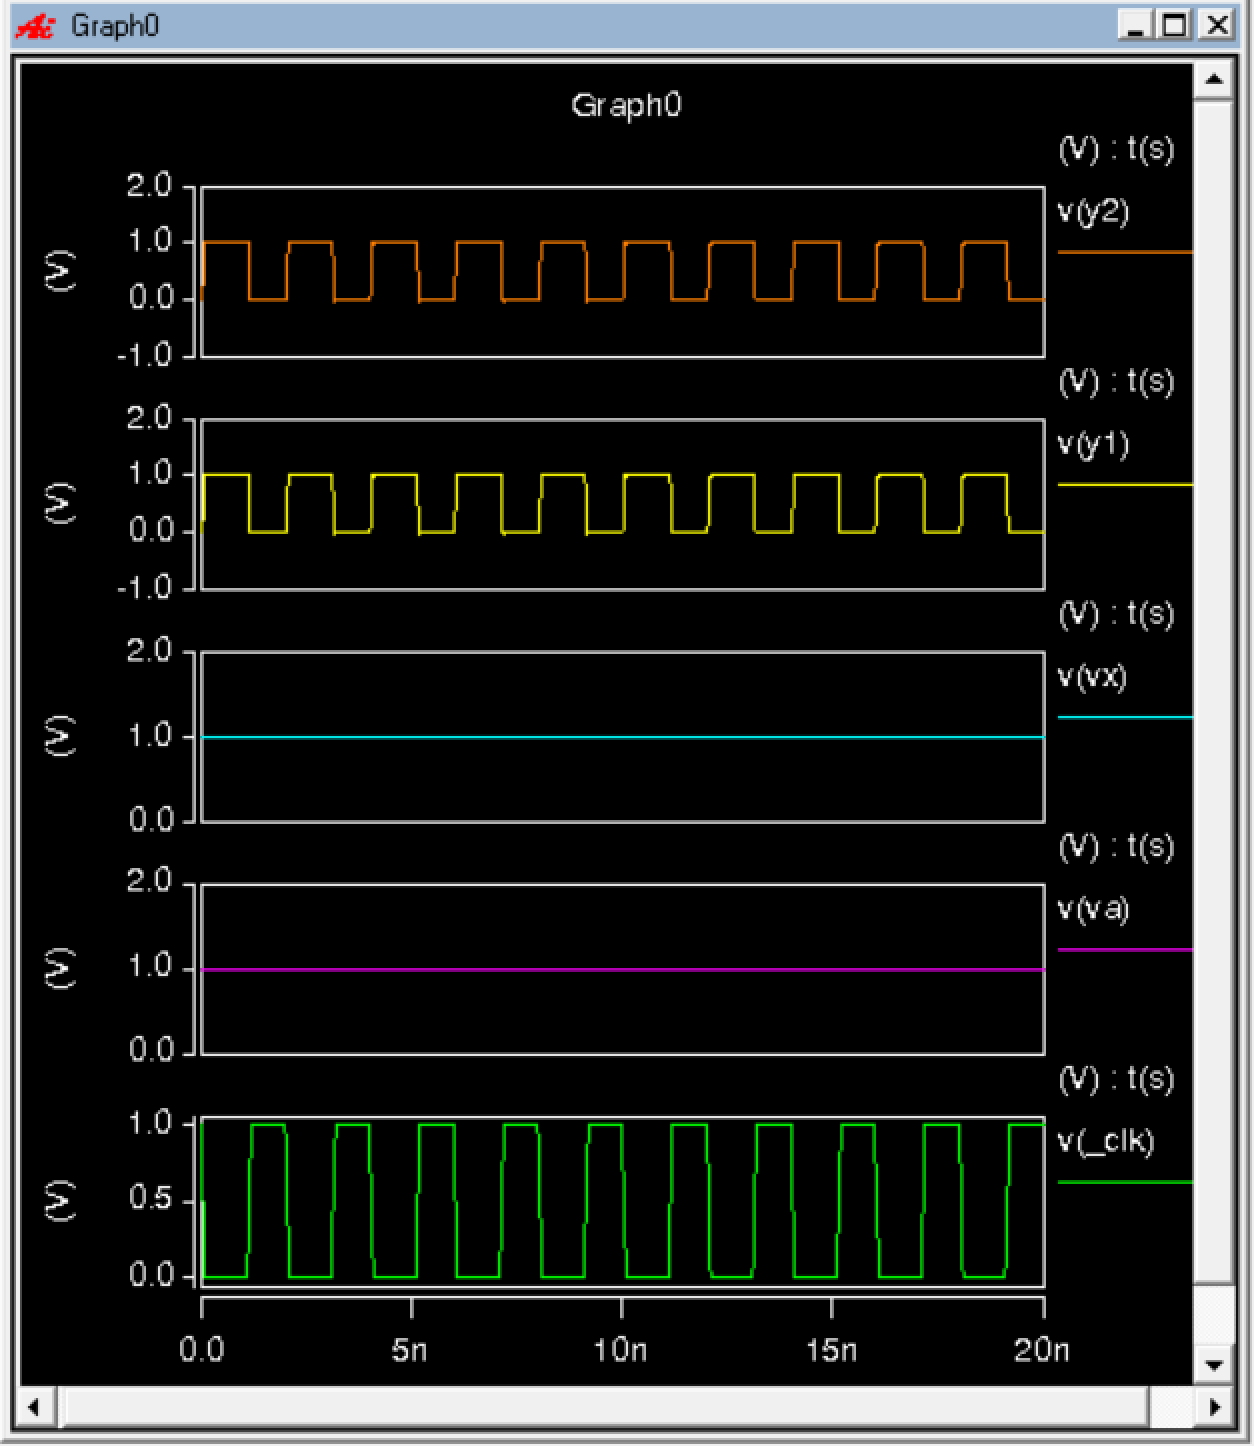 Graph0
Graph0
(V) : t(s)
2.0
v(y2)
1.0
(V)
0.0
-1.0
(V) : t(s)
2.0
v(y1)
1.0
(V)
0.0
-1.0
(V) : t(s)
2.0
v(vx)
1.0
(V)
0.0
(V) : t(s)
2.0
v(va)
1.0
(V)
0.0
(V) : t(s)
1.0
v(_clk)
0.5
(V)
0.0
0.0 5n 10n 15n 20n